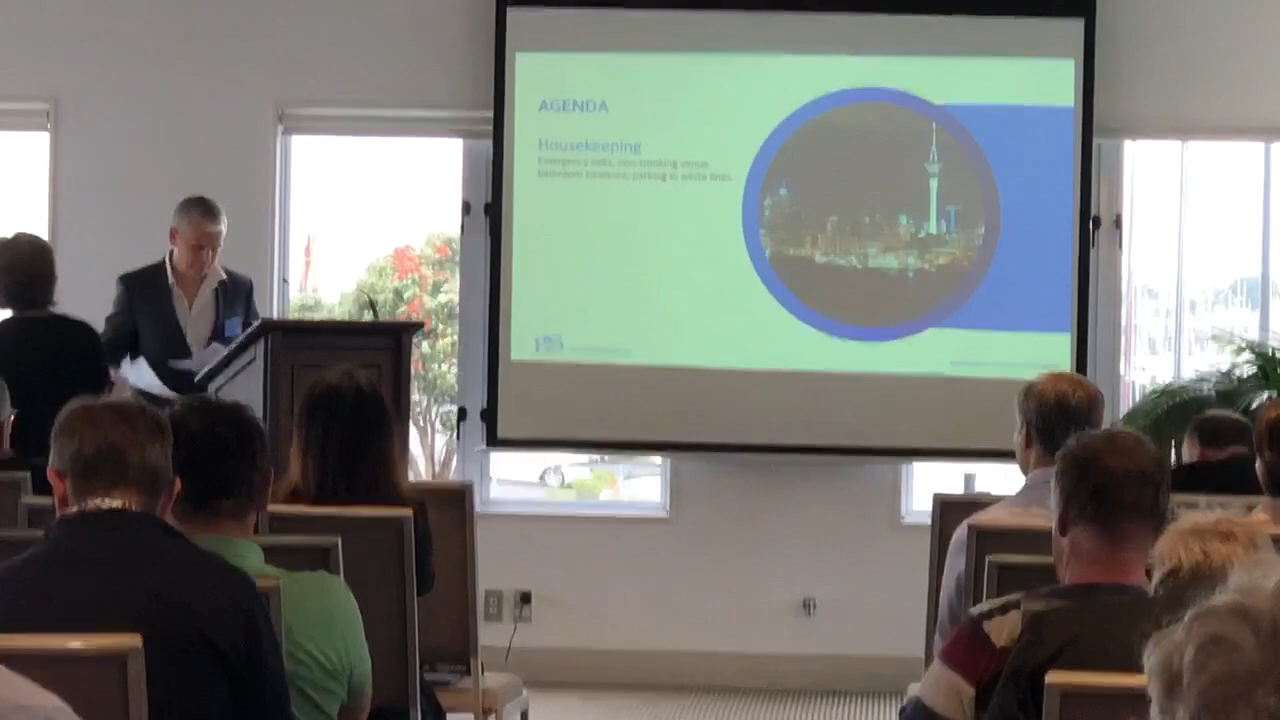 AGENDA
Housekeeping
Emergency exits, non-smoking venue
bathroom locations, parking in white lines